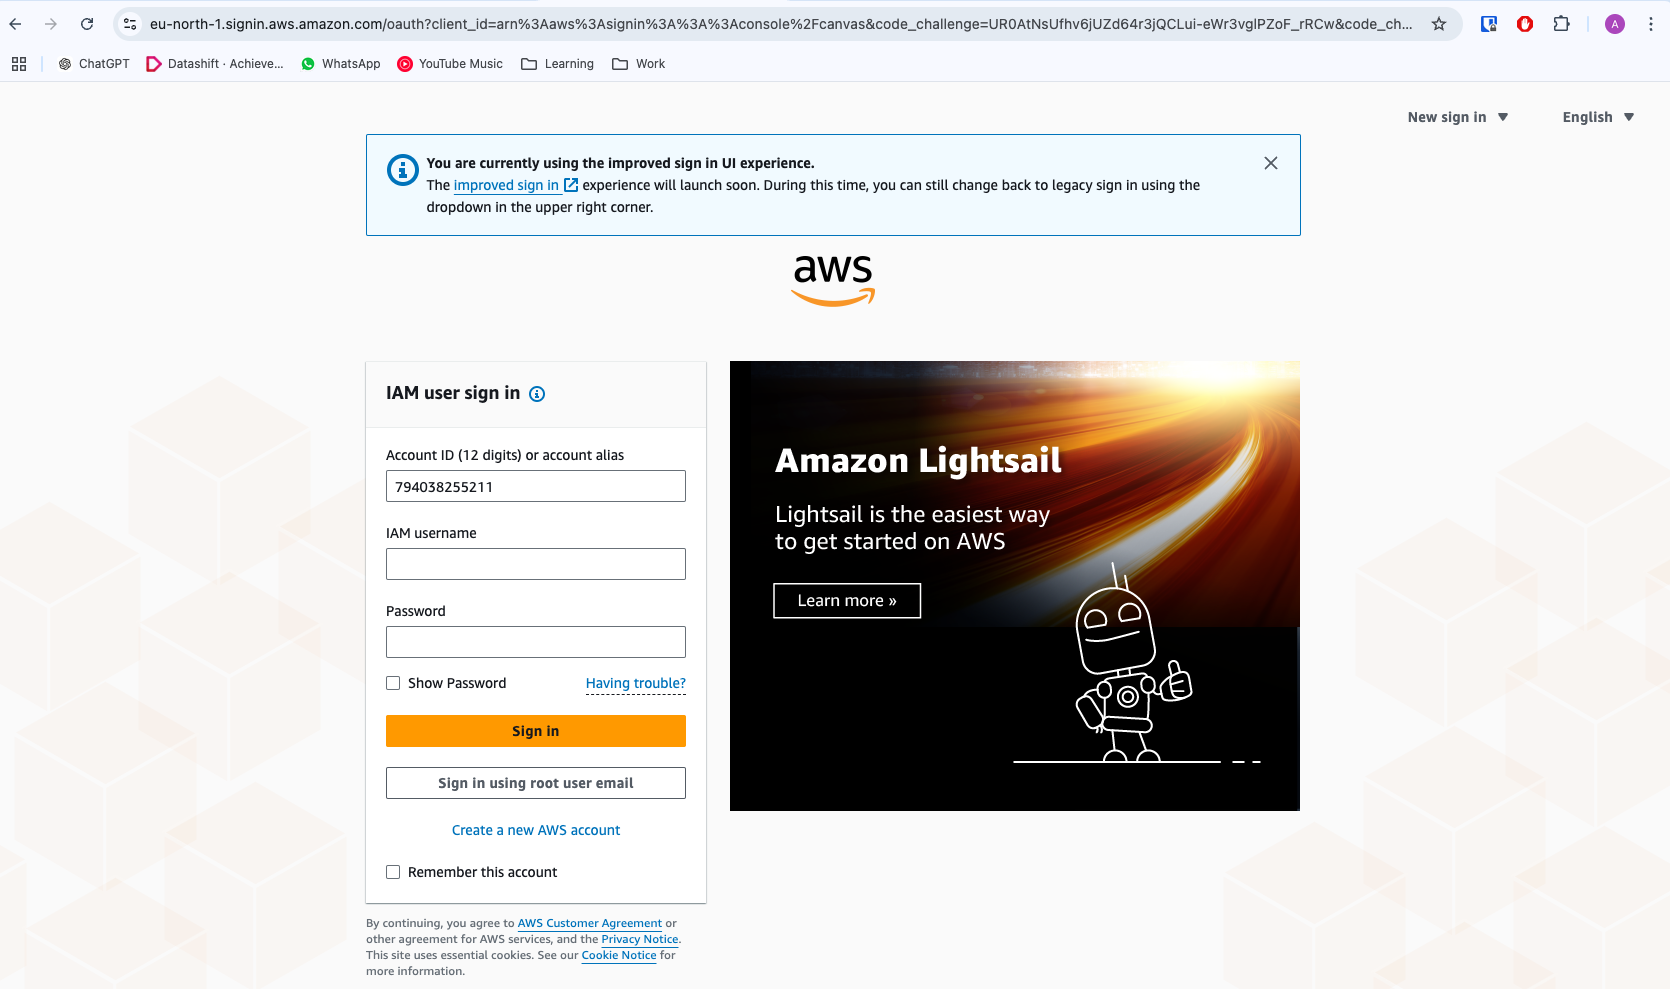 eu-north-1.signin.aws.amazon.com/oauth?client_id=arn%3Aaws%3Asignin%3A%3A%3Aconsole%2Fcanvas&code_challenge=UR0AtNsUfhv6jUZd64r3jQCLui-eWr3vglPZoF_rRCw&code_ch...
A
ChatGPT
Datashift · Achieve...
WhatsApp
YouTube Music
Learning
Work
New sign in
English
You are currently using the improved sign in UI experience.
The improved sign in experience will launch soon. During this time, you can still change back to legacy sign in using the
dropdown in the upper right corner.
aws
IAM user sign in
Account ID (12 digits) or account alias
794038255211
IAM username
Password
Show Password
Having trouble?
Sign in
Sign in using root user email
Create a new AWS account
Remember this account
By continuing, you agree to AWS Customer Agreement or
other agreement for AWS services, and the Privacy Notice.
This site uses essential cookies. See our Cookie Notice for
more information.
Amazon Lightsail
Lightsail is the easiest way
to get started on AWS
Learn more »